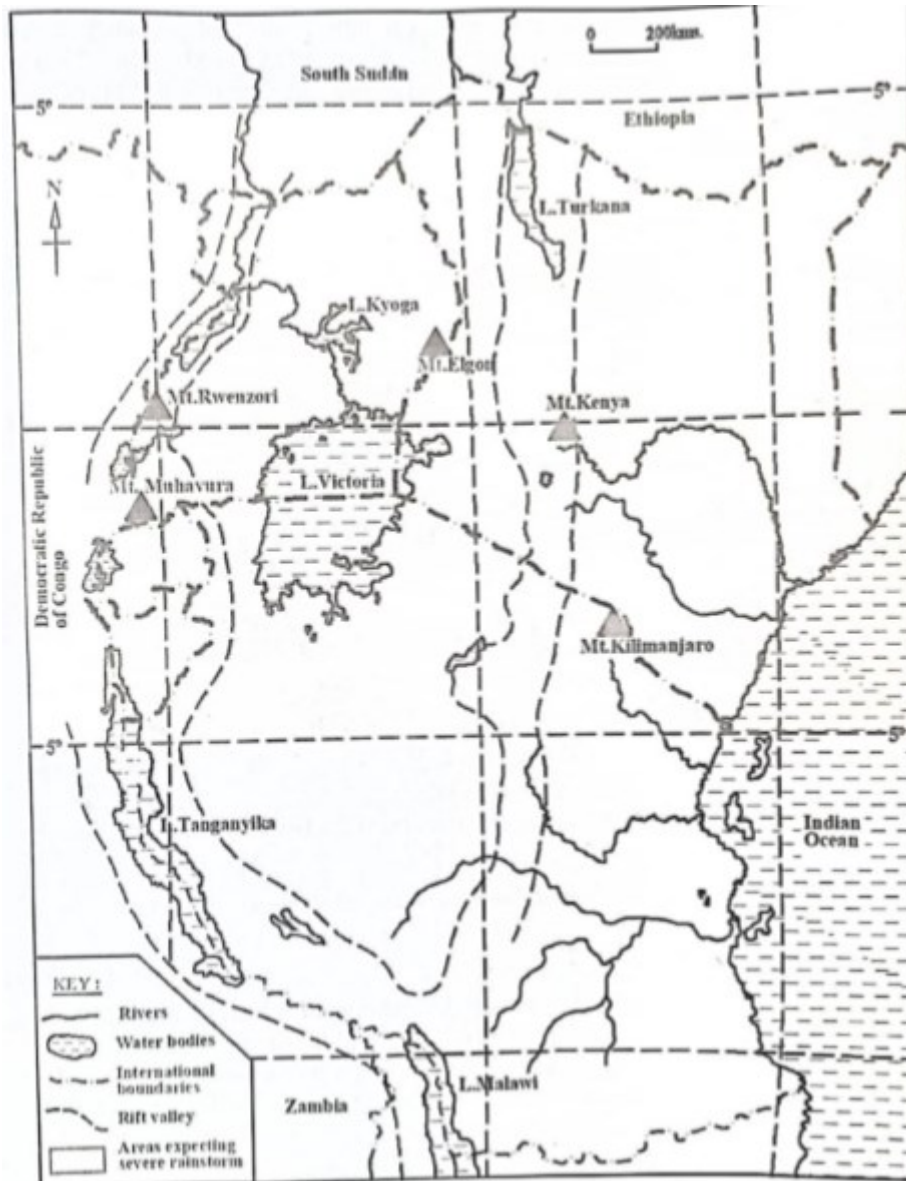 0 200kms.
South Sudan
5° 5°
Ethiopia
N
L.Turkana
L.Kyoga
Mt.Elgon
Mt.Rwenzori
Mt.Kenya
L.Victoria
Mt. Muhavura
Democratic Republic
of Congo
Mt.Kilimanjaro
5° 5°
L.Tanganyika
Indian
Ocean
KEY :
Rivers
Water bodies
International
boundaries
Rift valley
Areas expecting
severe rainstorm
L.Malawi
Zambia